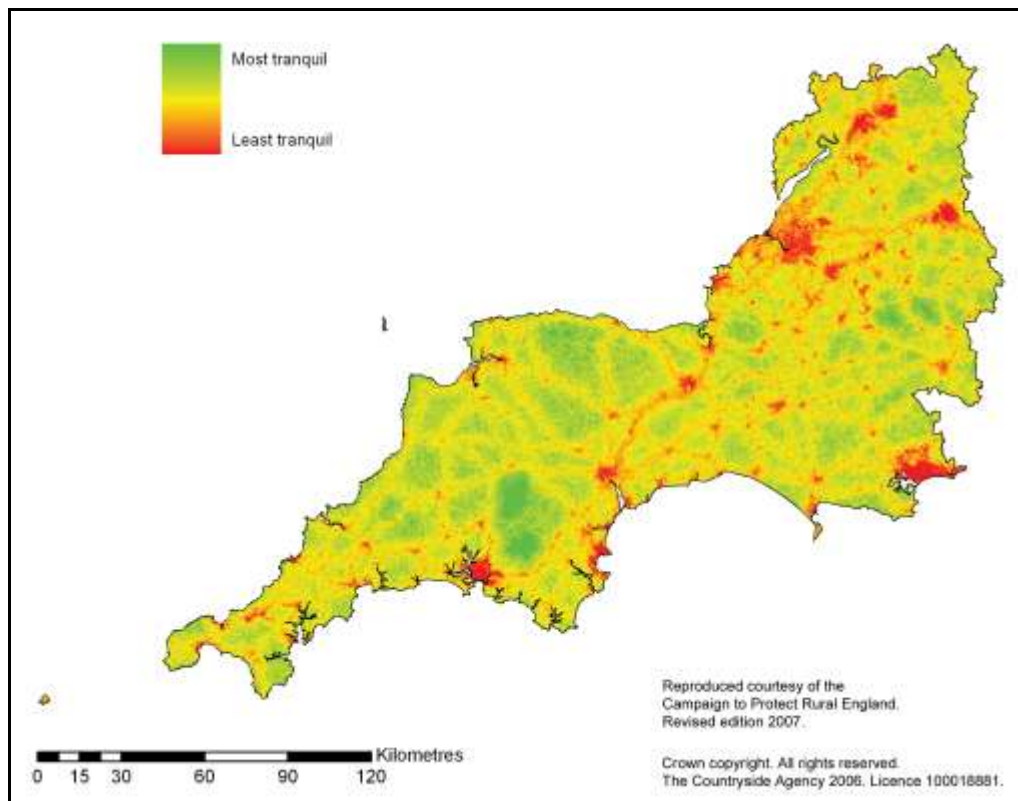 Most tranquil
Least tranquil
Reproduced courtesy of the
Campaign to Protect Rural England.
Revised edition 2007.
Kilometres
0 15 30 60 90 120
Crown copyright. All rights reserved.
The Countryside Agency 2006. Licence 100018881.